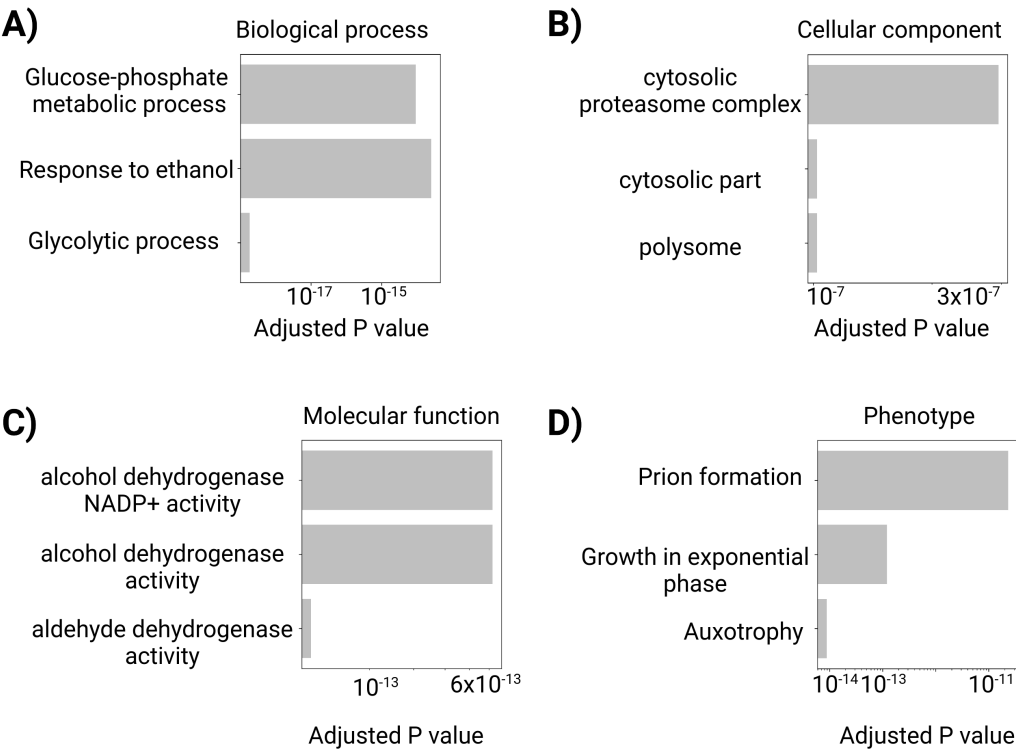 A)
Biological process
Glucose-phosphate
metabolic process
Response to ethanol
Glycolytic process
10-17 10-15
Adjusted P value
B)
Cellular component
cytosolic
proteasome complex
cytosolic part
polysome
10-7 3x10-7
Adjusted P value
C)
Molecular function
alcohol dehydrogenase
NADP+ activity
alcohol dehydrogenase
activity
aldehyde dehydrogenase
activity
10-13 6x10-13
Adjusted P value
D)
Phenotype
Prion formation
Growth in exponential
phase
Auxotrophy
10-14 10-13 10-11
Adjusted P value